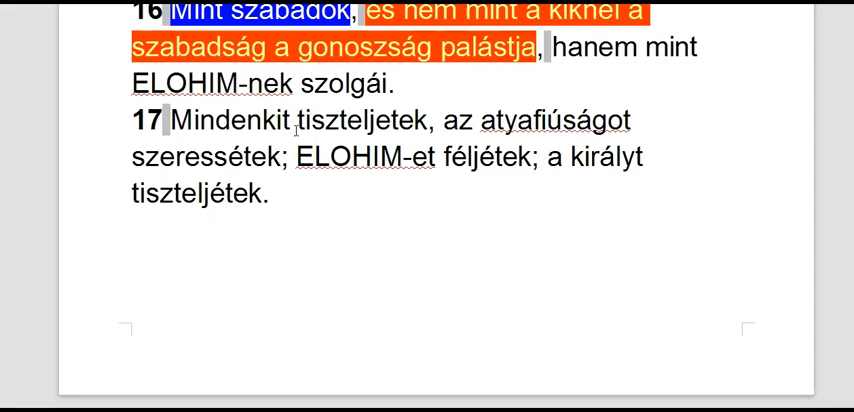 16 Mint szabadok, és nem mint a kiknél a
szabadság a gonoszság palástja, hanem mint
ELOHIM-nek szolgái.
17 Mindenkit tiszteljetek, az atyafiúságot
szeressétek; ELOHIM-et féljétek; a királyt
tiszteljétek.